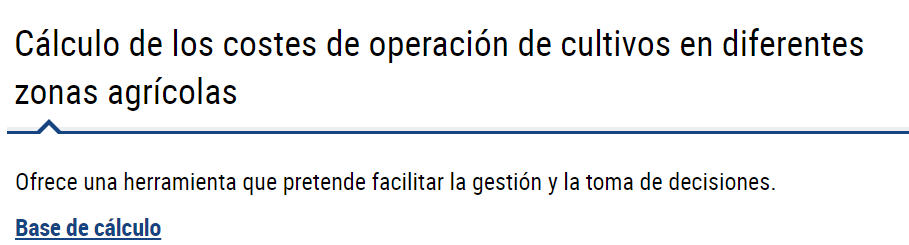 Cálculo de los costes de operación de cultivos en diferentes
zonas agrícolas
Ofrece una herramienta que pretende facilitar la gestión y la toma de decisiones.
Base de cálculo